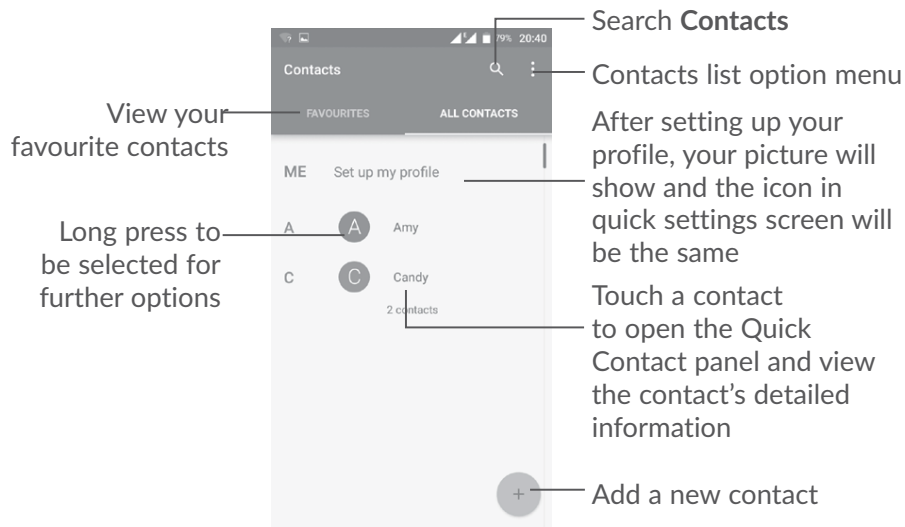 Search Contacts
79% 20:40
Contacts
Contacts list option menu
View your
favourite contacts
FAVOURITES
ALL CONTACTS
After setting up your
profile, your picture will
show and the icon in
quick settings screen will
be the same
ME Set up my profile
Long press to
be selected for
further options
A A Amy
C C Candy
2 contacts
Touch a contact
to open the Quick
Contact panel and view
the contact's detailed
information
+
Add a new contact